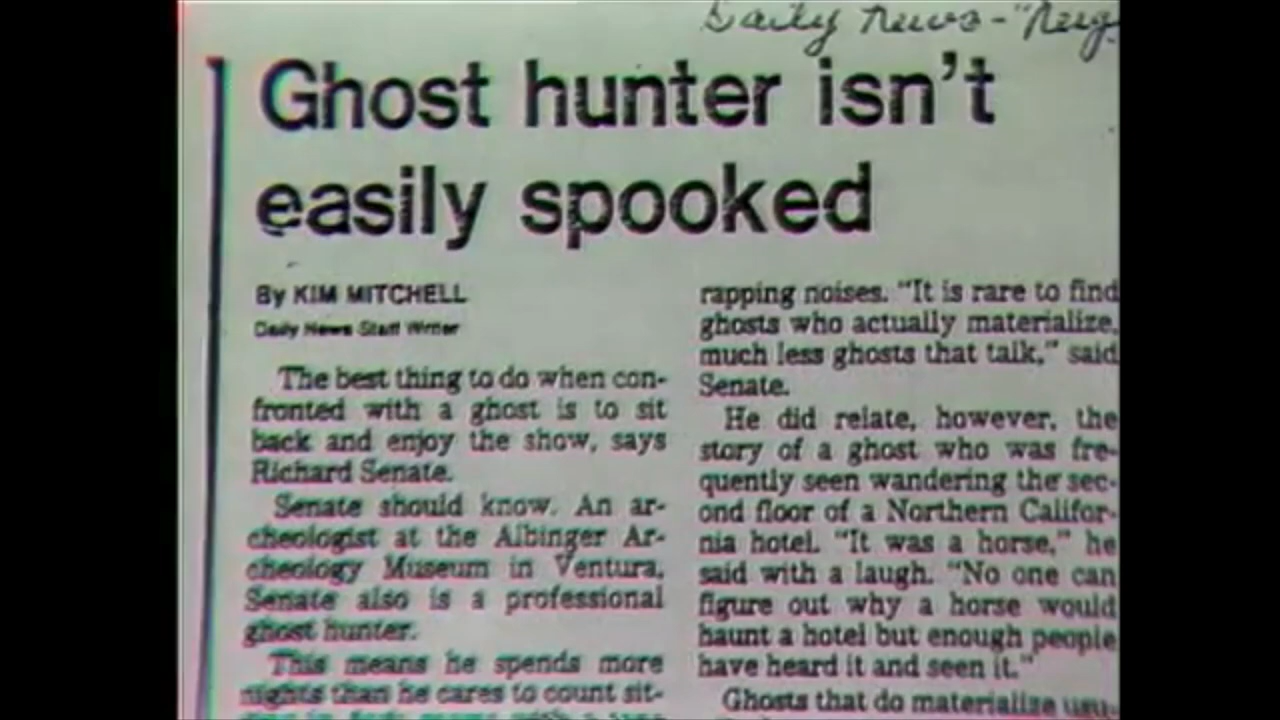 Daily News-"Aug.
Ghost hunter isn't
easily spooked
By KIM MITCHELL
Daily News Staff Writer
The best thing to do when con-
fronted with a ghost is to sit
back and enjoy the show, says
Richard Senate.
Senate should know. An ar-
cheologist at the Albinger Ar-
cheology Museum in Ventura,
Senate also is a professional
ghost hunter.
This means he spends more
nights than he cares to count sit-
rapping noises. "It is rare to find
ghosts who actually materialize,
much less ghosts that talk," said
Senate.
He did relate, however, the
story of a ghost who was fre-
quently seen wandering the sec-
ond floor of a Northern Califor-
nia hotel. "It was a horse," he
said with a laugh. "No one can
figure out why a horse would
haunt a hotel but enough people
have heard it and seen it."
Ghosts that do materialize usu-